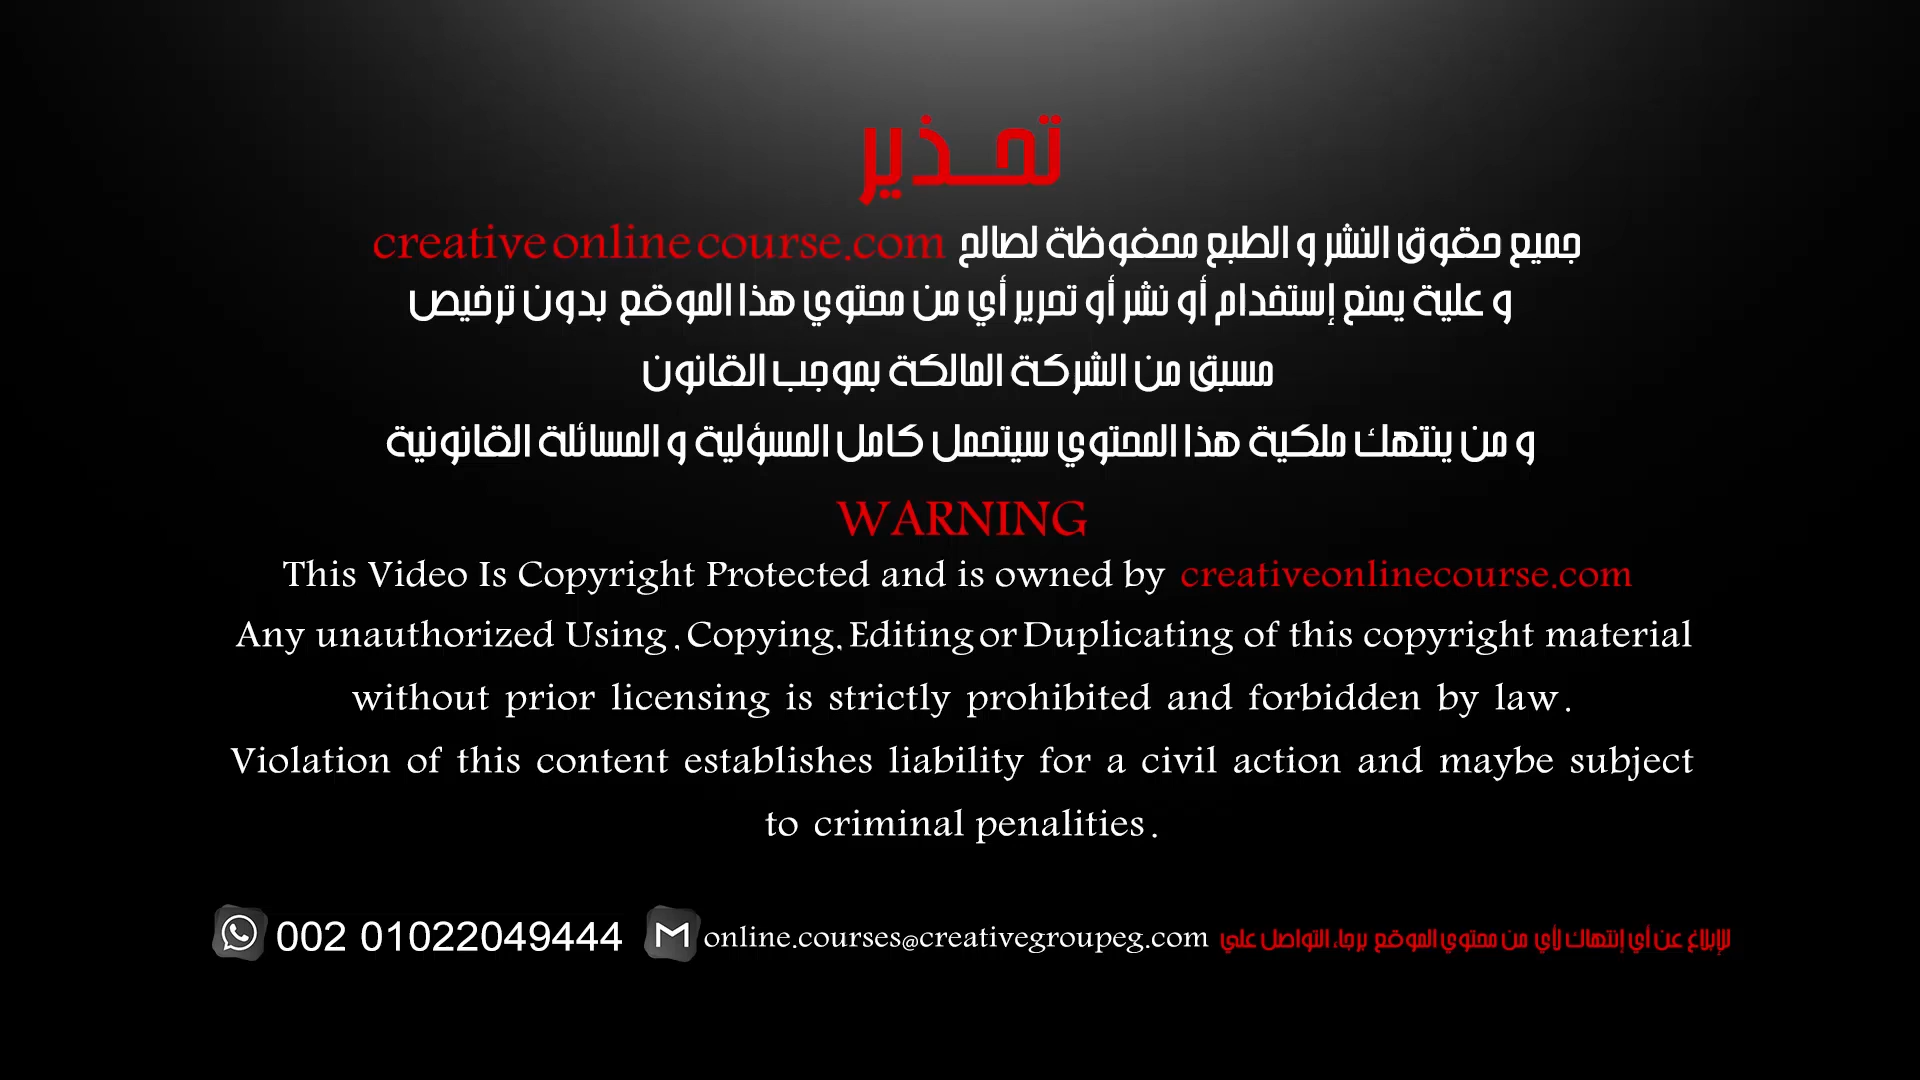 تحـــذير
جميع حقوق النشر و الطبع محفوظة لصالح creativeonlinecourse.com
و علية يمنع إستخدام أو نشر أو تحرير أي من محتوي هذا الموقع بدون ترخيص
مسبق من الشركة المالكة بموجب القانون
و من ينتهك ملكية هذا المحتوي سيتحمل كامل المسؤلية و المسائلة القانونية
WARNING
This Video Is Copyright Protected and is owned by creativeonlinecourse.com
Any unauthorized Using , Copying, Editing or Duplicating of this copyright material
without prior licensing is strictly prohibited and forbidden by law .
Violation of this content establishes liability for a civil action and maybe subject
to criminal penalities .
للإبلاغ عن أي إنتهاك لأي من محتوي الموقع برجاء التواصل علي online.courses@creativegroupeg.com 002 01022049444